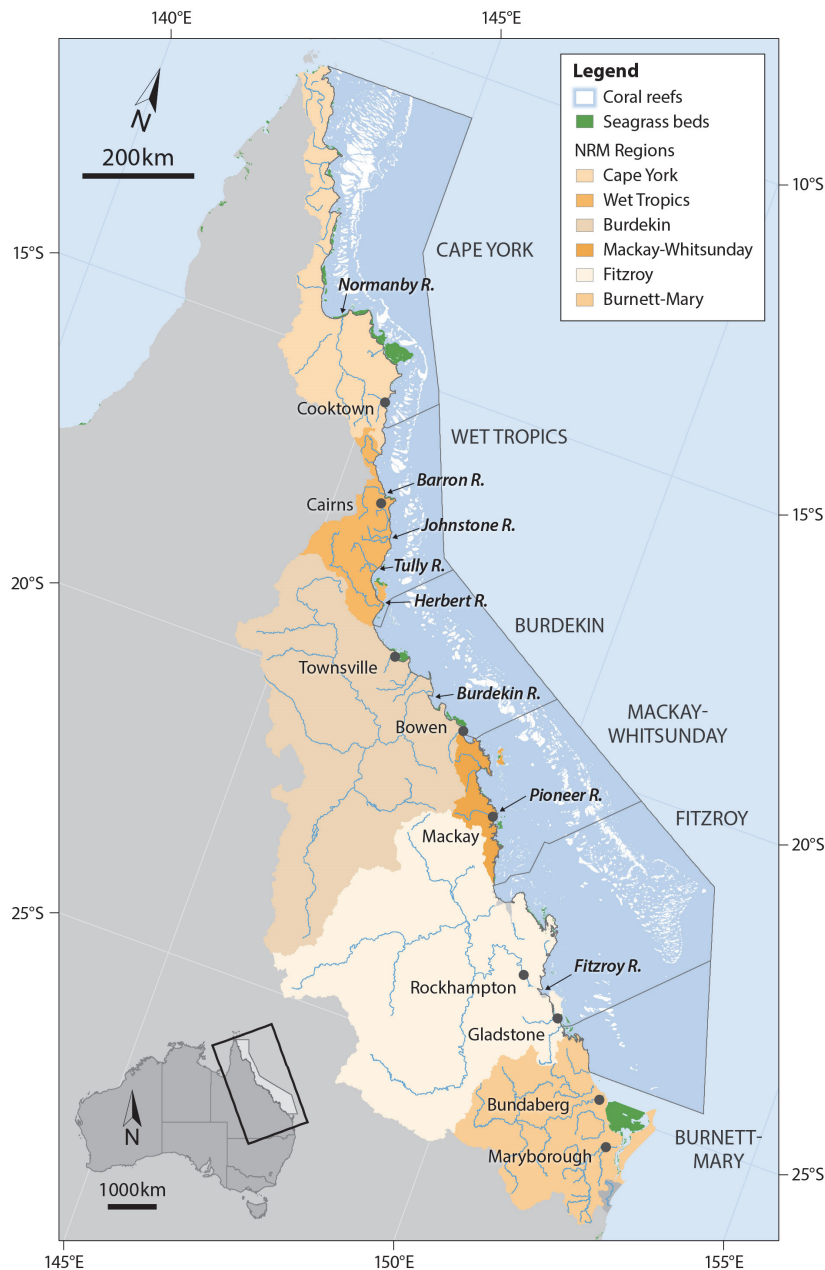 140°E
145°E
Legend
Coral reefs
Seagrass beds
NRM Regions
Cape York
Wet Tropics
Burdekin
Mackay-Whitsunday
Fitzroy
Burnett-Mary
N
200km
10°S
15°S
CAPE YORK
Normanby R.
Cooktown
WET TROPICS
Barron R.
Cairns
Johnstone R.
15°S
Tully R.
20°S
Herbert R.
BURDEKIN
Townsville
Burdekin R.
Bowen
MACKAY-
WHITSUNDAY
Pioneer R.
FITZROY
Mackay
20°S
25°S
Fitzroy R.
Rockhampton
Gladstone
N
Bundaberg
BURNETT-
MARY
Maryborough
25°S
1000km
145°E
150°E
155°E